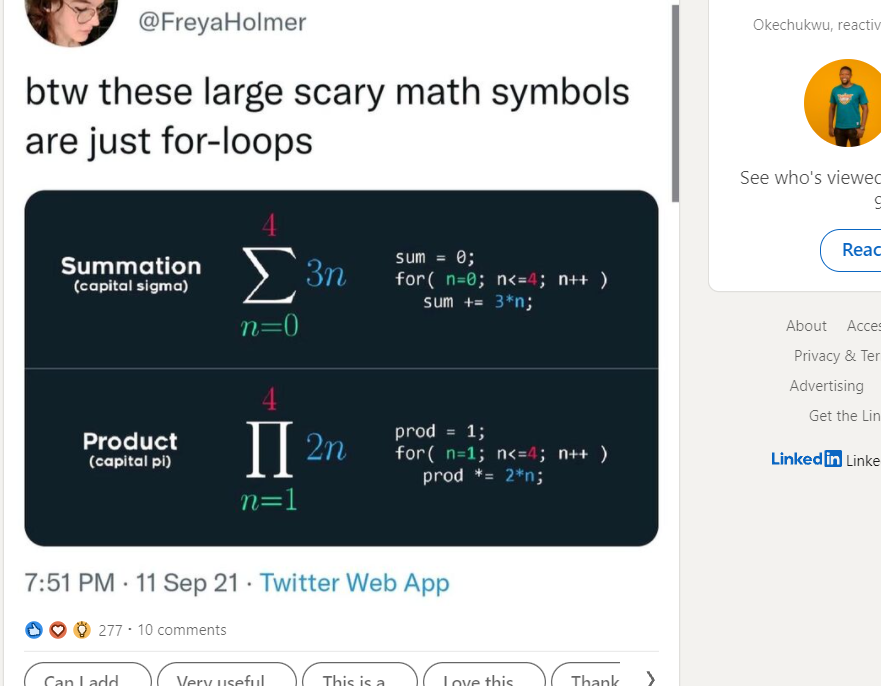 @FreyaHolmer
btw these large scary math symbols
are just for-loops
Summation
(capital sigma)
4
∑ 3n
n=0
sum = 0;
for( n=0; n<=4; n++ )
sum += 3*n;
Product
(capital pi)
4
∏ 2n
n=1
prod = 1;
for( n=1; n<=4; n++ )
prod *= 2*n;
7:51 PM · 11 Sep 21 · Twitter Web App
277 · 10 comments
Can I add
Very useful
This is a
Love this
Thank
Okechukwu, reactiv
See who's viewed
9
Reac
About Acces
Privacy & Ter
Advertising
Get the Lin
LinkedIn Linke